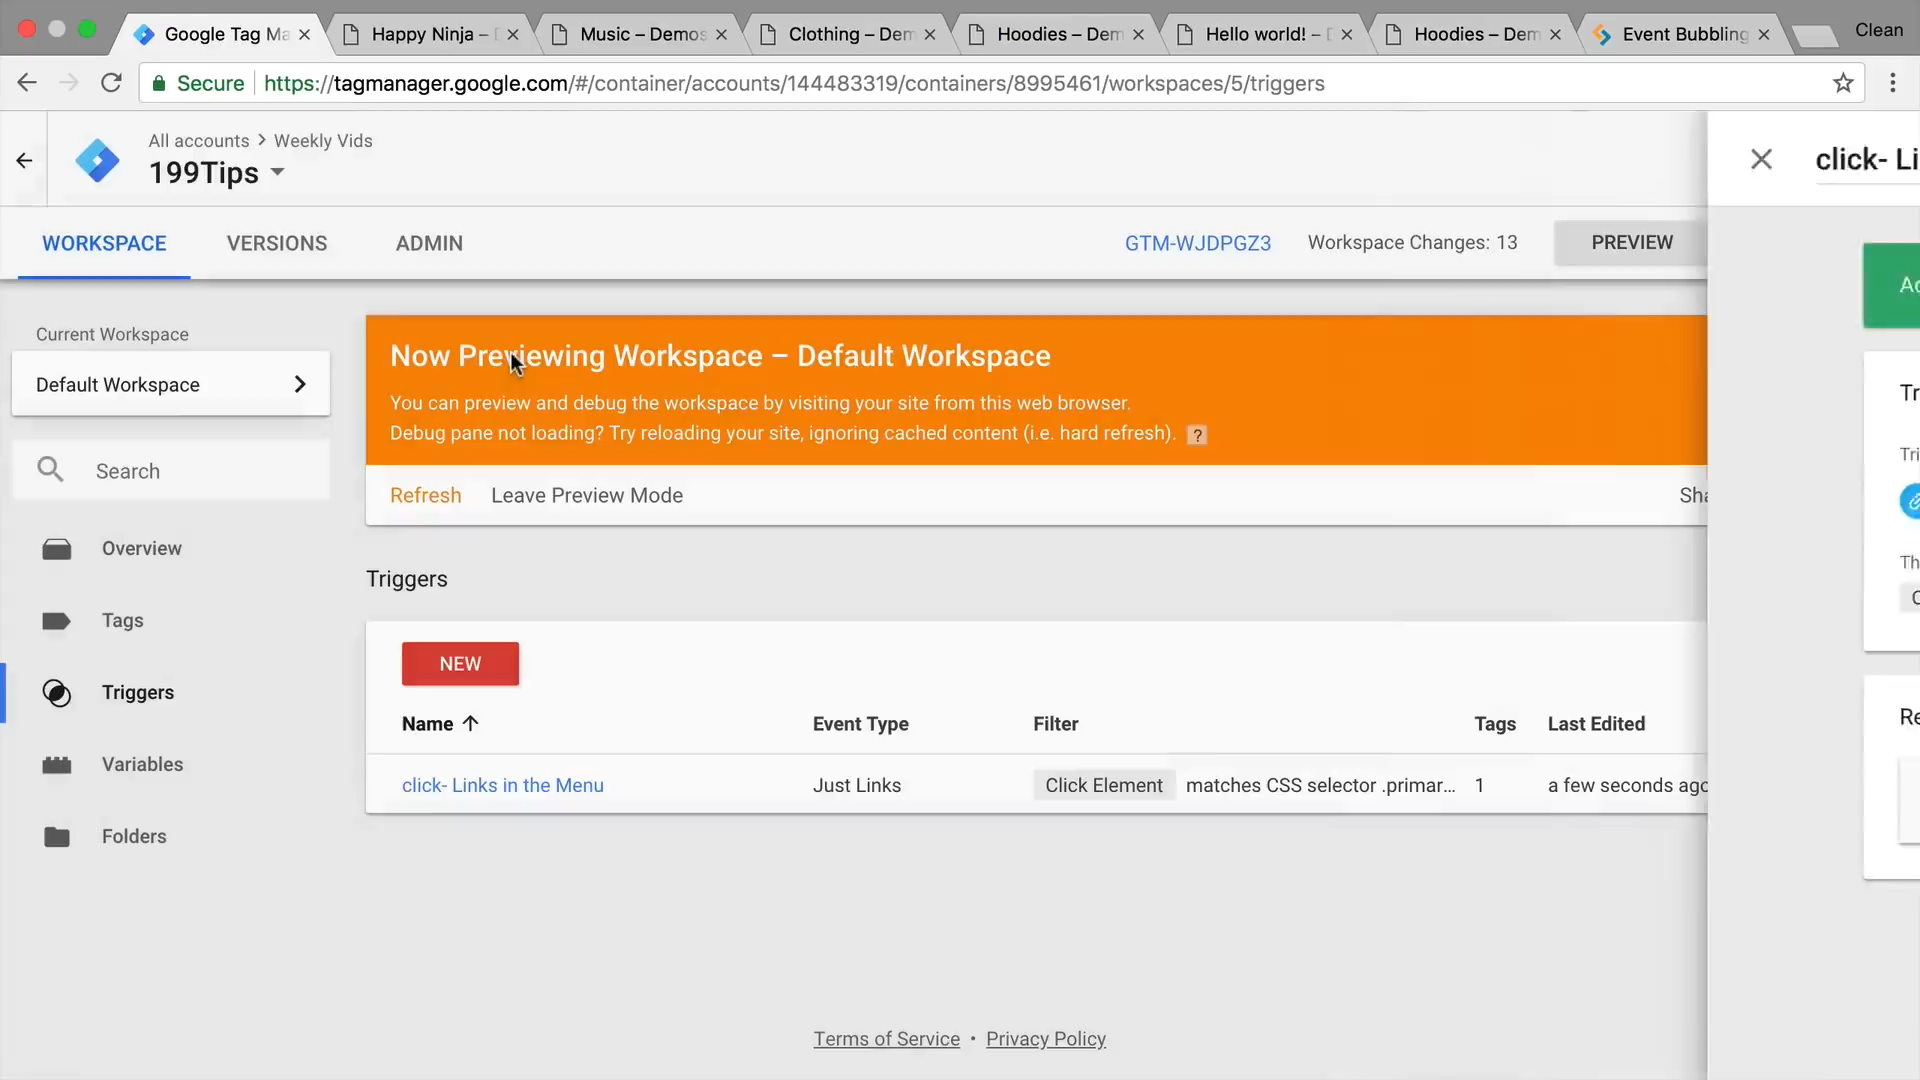 Google Tag Ma
Happy Ninja –
Music – Demos
Clothing – Dem
Hoodies – Dem
Hello world! –
Hoodies – Dem
Event Bubbling
Clean
Secure
https://tagmanager.google.com/#/container/accounts/144483319/containers/8995461/workspaces/5/triggers
All accounts > Weekly Vids
199Tips
click- Li
WORKSPACE
VERSIONS
ADMIN
GTM-WJDPGZ3
Workspace Changes: 13
PREVIEW
Current Workspace
Default Workspace
Search
Overview
Tags
Triggers
Variables
Folders
Now Previewing Workspace – Default Workspace
You can preview and debug the workspace by visiting your site from this web browser.
Debug pane not loading? Try reloading your site, ignoring cached content (i.e. hard refresh). ?
Refresh
Leave Preview Mode
Sha
Triggers
NEW
Name
Event Type
Filter
Tags
Last Edited
click- Links in the Menu
Just Links
Click Element
matches CSS selector .primar...
1
a few seconds ago
Tr
Tri
Th
Re
Terms of Service • Privacy Policy